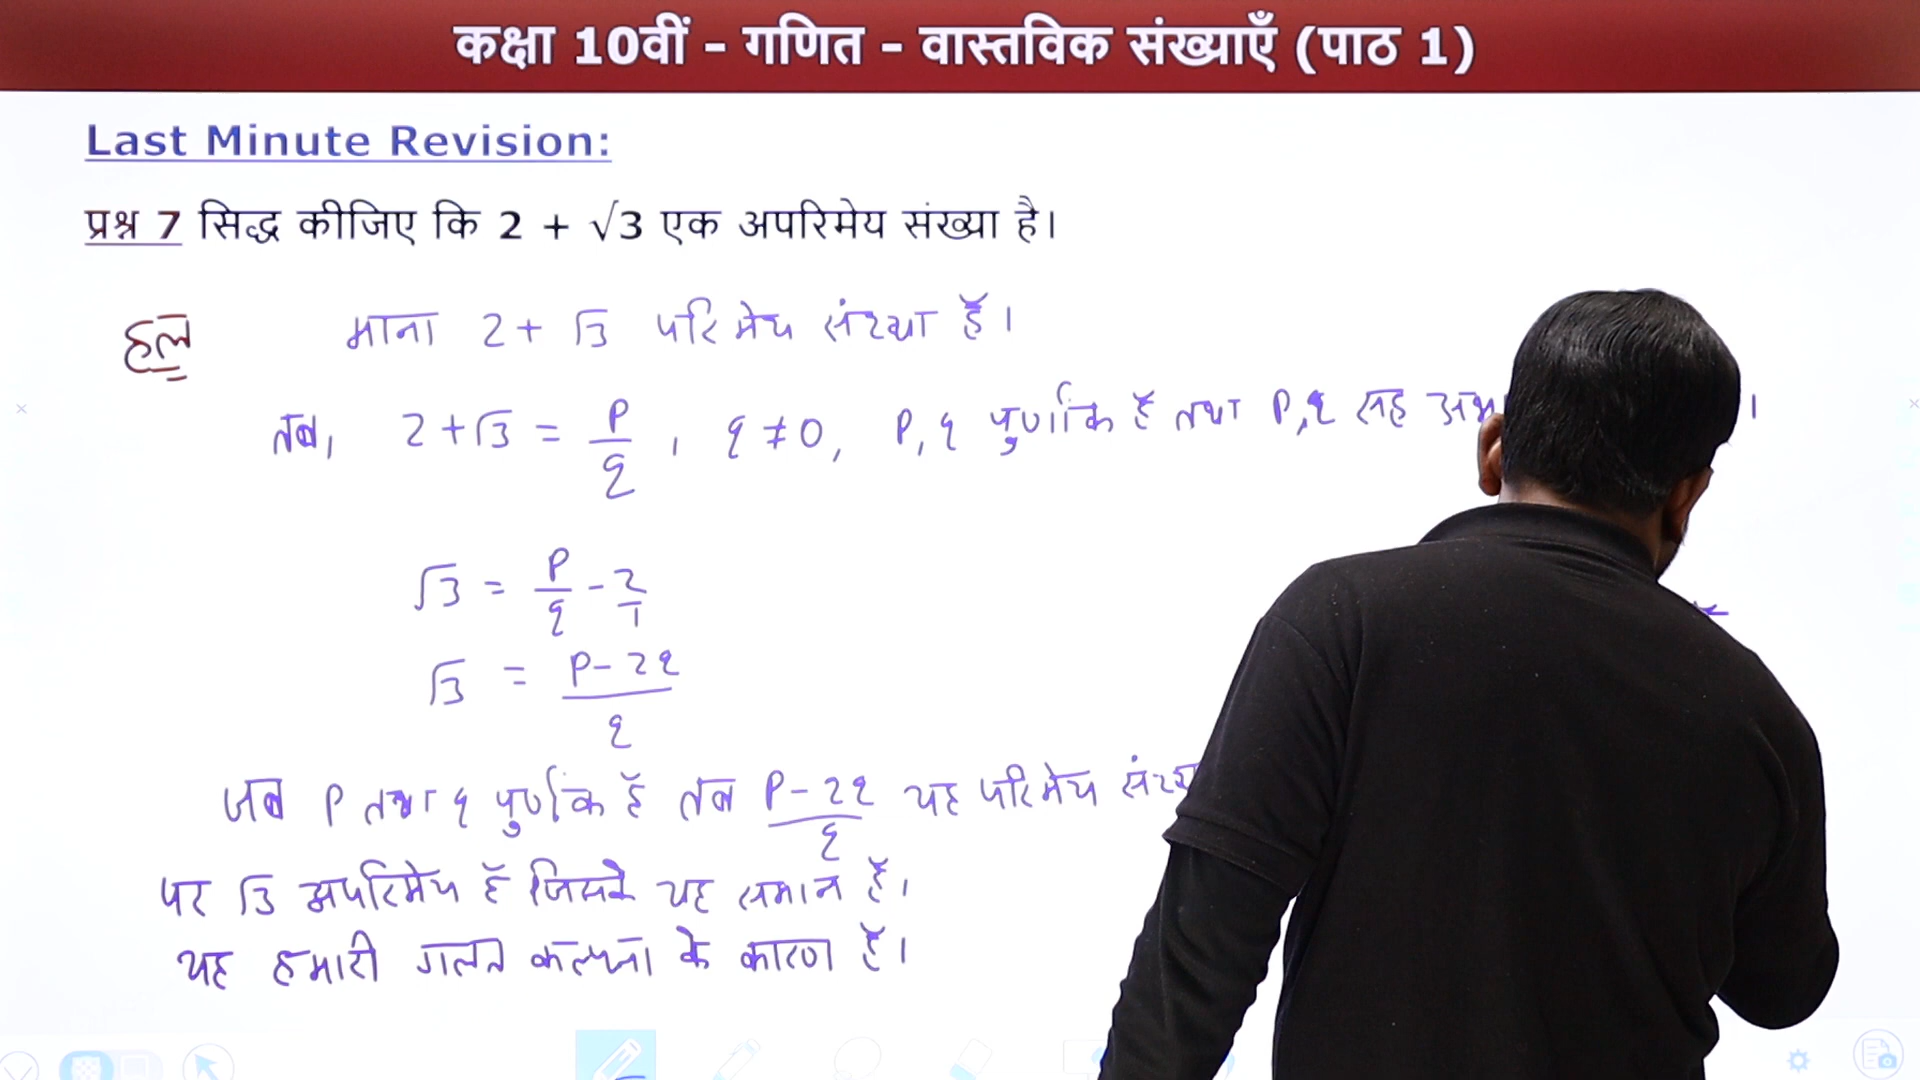 कक्षा 10वीं - गणित - वास्तविक संख्याएँ (पाठ 1)
Last Minute Revision:
प्रश्न 7 सिद्ध कीजिए कि 2 + √3 एक अपरिमेय संख्या है।
हल माना 2 + √3 परिमेय संख्या है।
तब, 2 + √3 = p/q , q ≠ 0, p, q पूर्णांक हैं तथा p, q सह
√3 = p/q - 2/1
√3 = p - 2q / q
जब p तथा q पूर्णांक हैं तब p - 2q / q यह परिमेय
पर √3 अपरिमेय है जिसके यह समान है।
यह हमारी गलत कल्पना के कारण है।